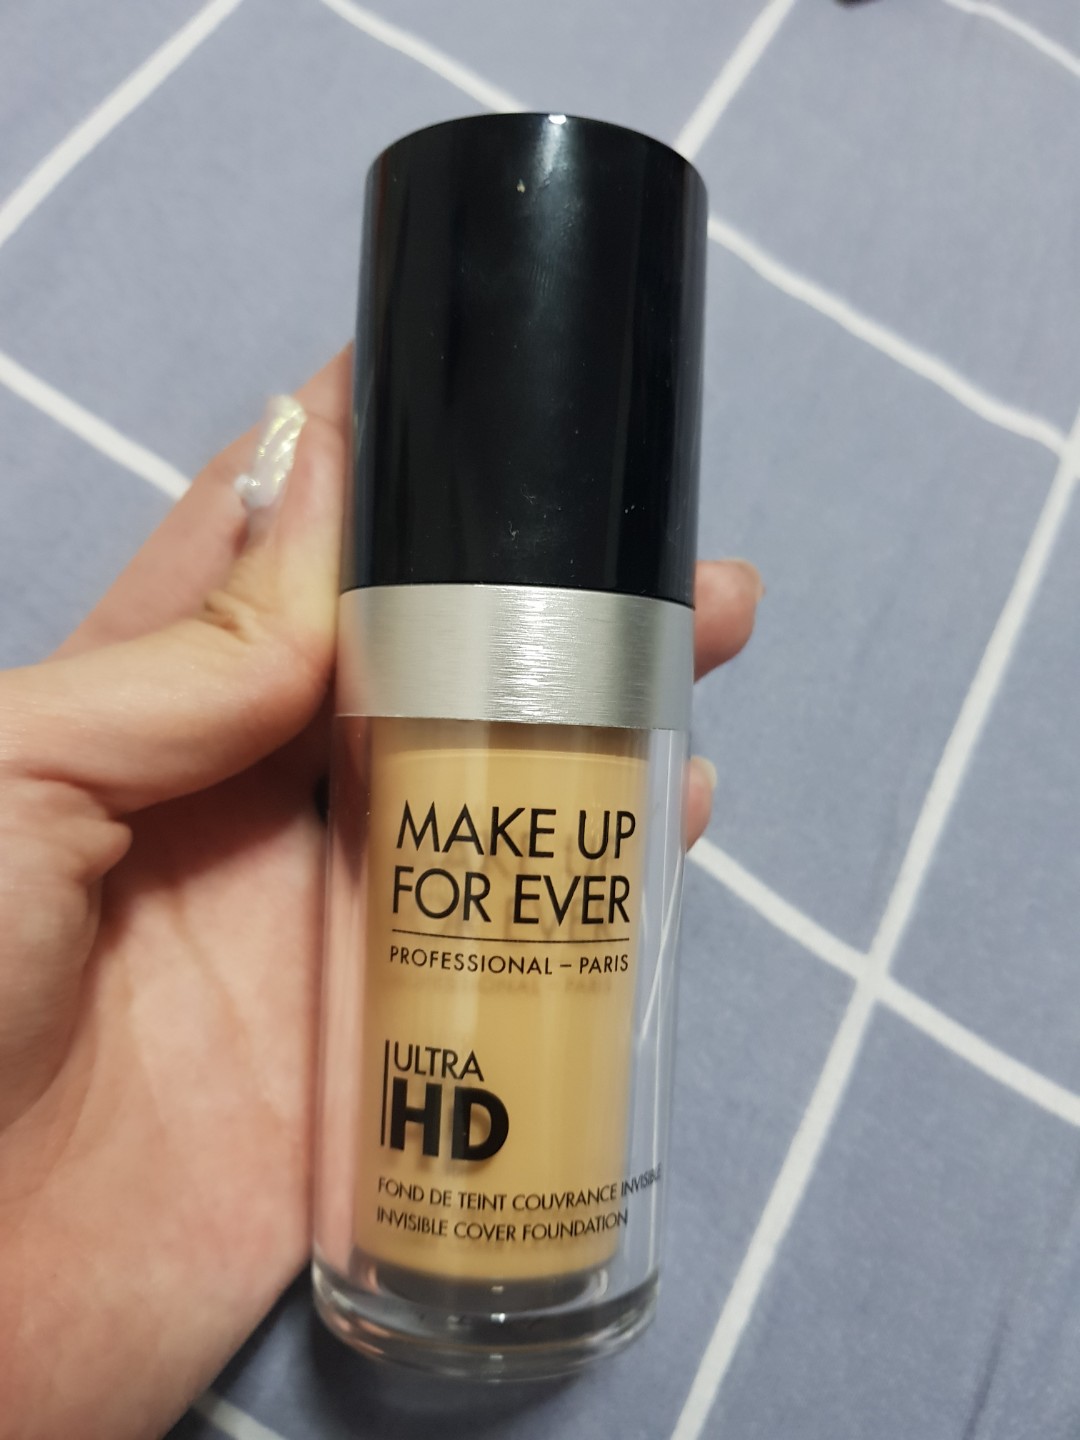 MAKE UP
FOR EVER
PROFESSIONAL – PARIS
ULTRA
HD
FOND DE TEINT COUVRANCE INVISIBLE
INVISIBLE COVER FOUNDATION